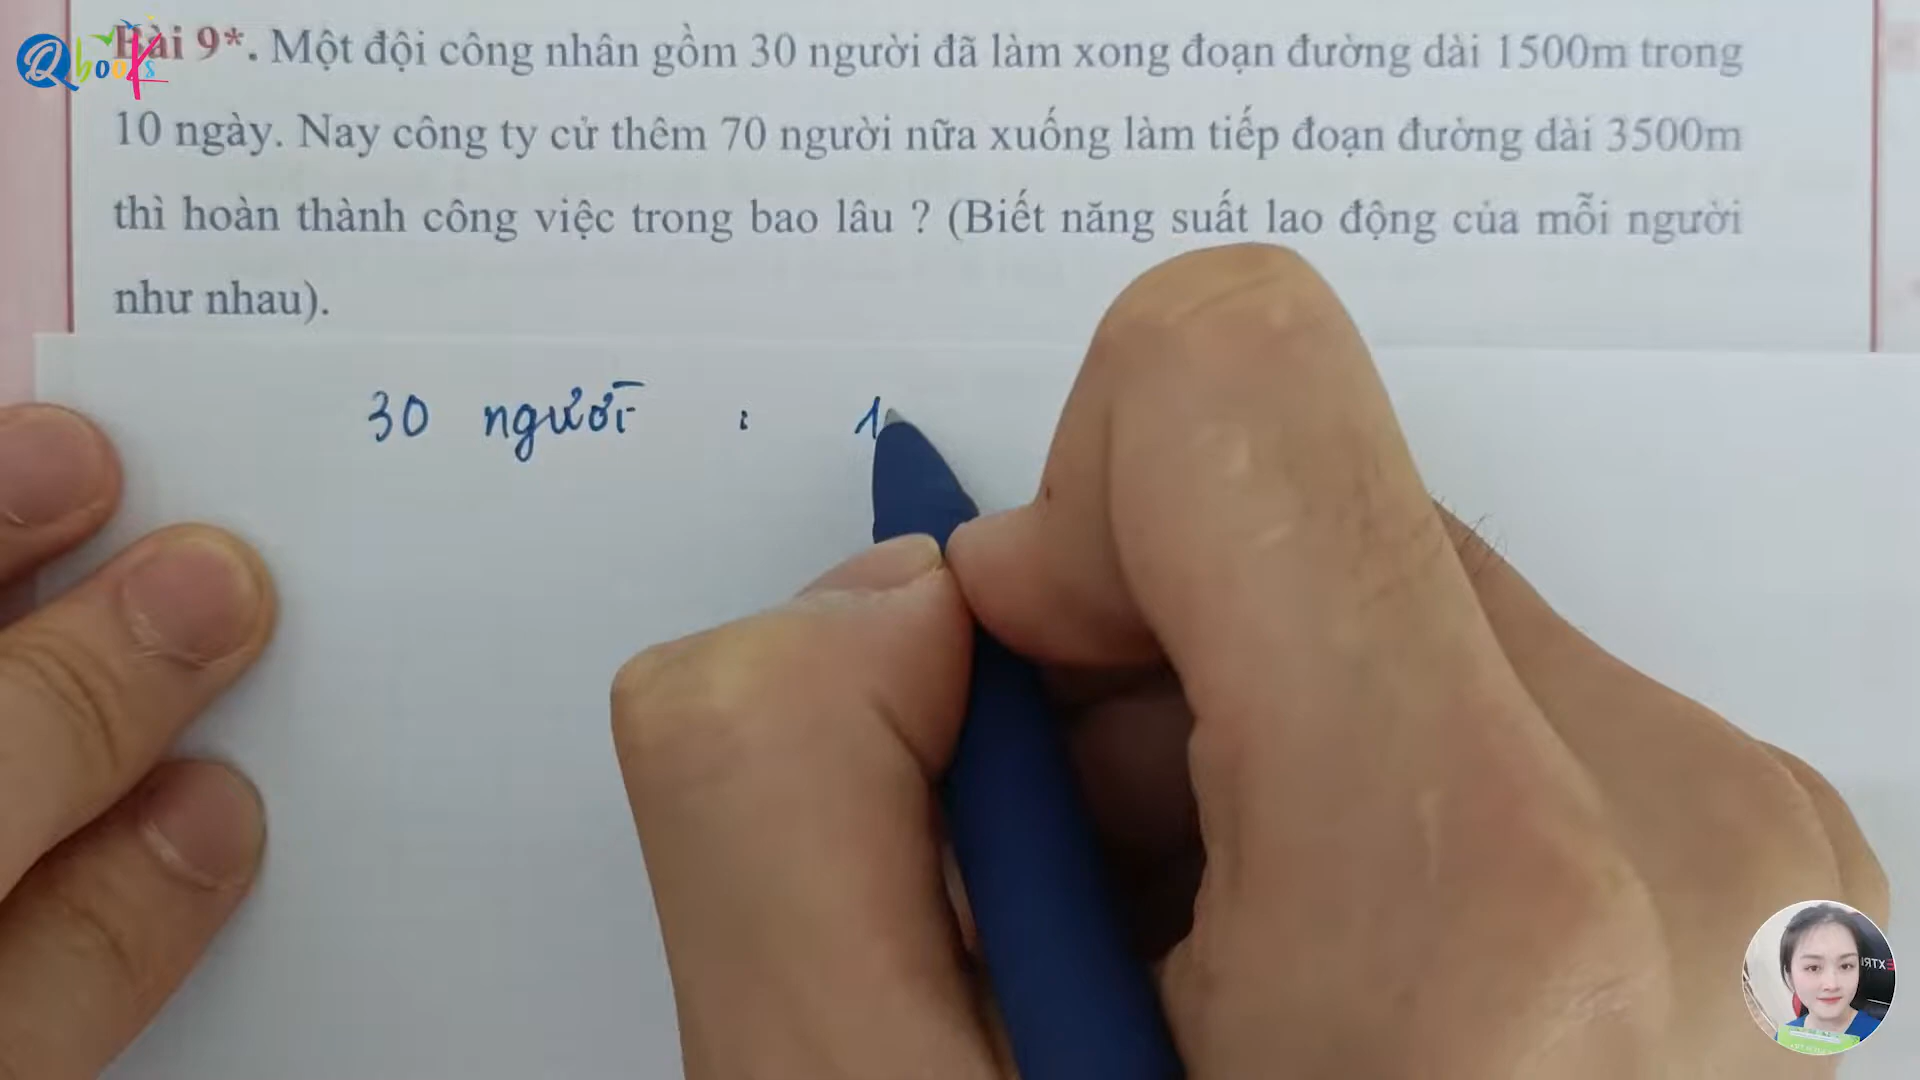 Qbooks
Bài 9*. Một đội công nhân gồm 30 người đã làm xong đoạn đường dài 1500m trong
10 ngày. Nay công ty cử thêm 70 người nữa xuống làm tiếp đoạn đường dài 3500m
thì hoàn thành công việc trong bao lâu ? (Biết năng suất lao động của mỗi người
như nhau).
30 người : 1